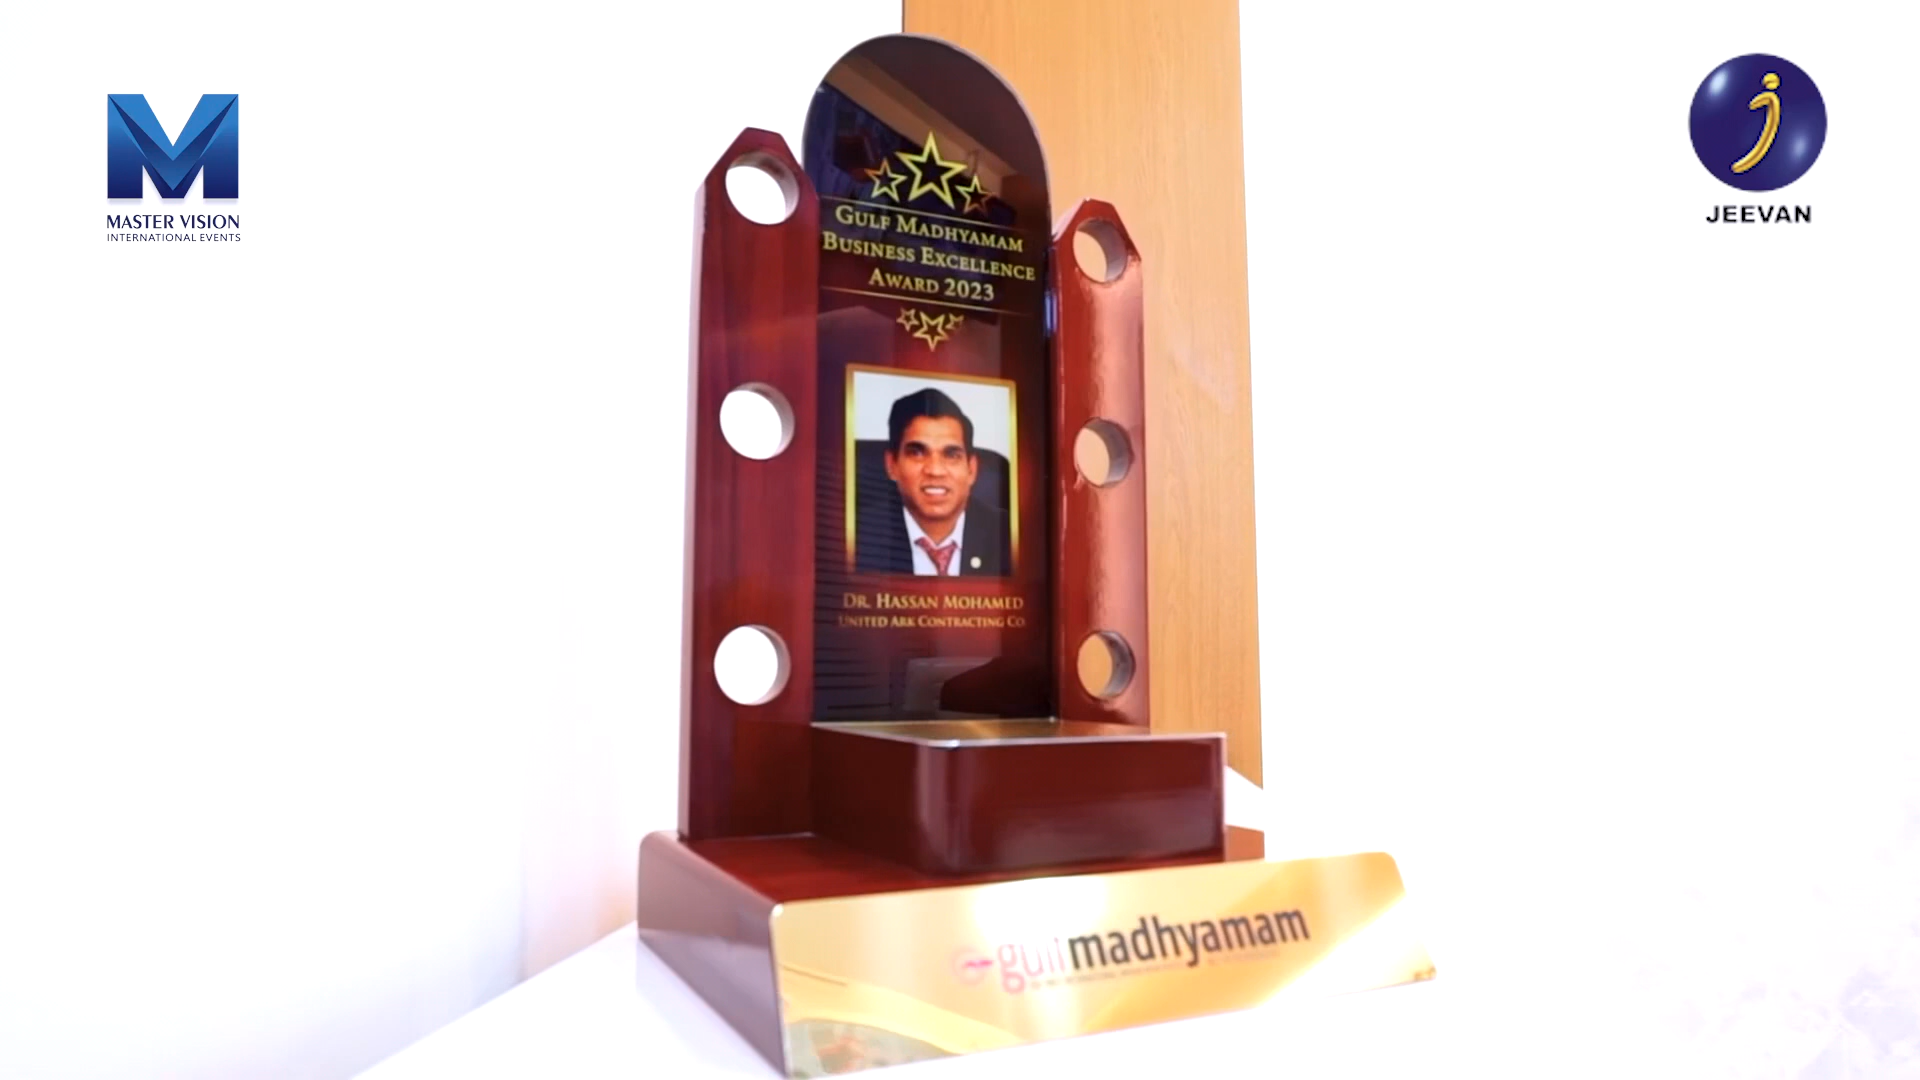 MASTER VISION
INTERNATIONAL EVENTS
JEEVAN
GULF MADHYAMAM
BUSINESS EXCELLENCE
AWARD 2023
DR. HASSAN MOHAMED
UNITED ARK CONTRACTING CO.
gulfmadhyamam